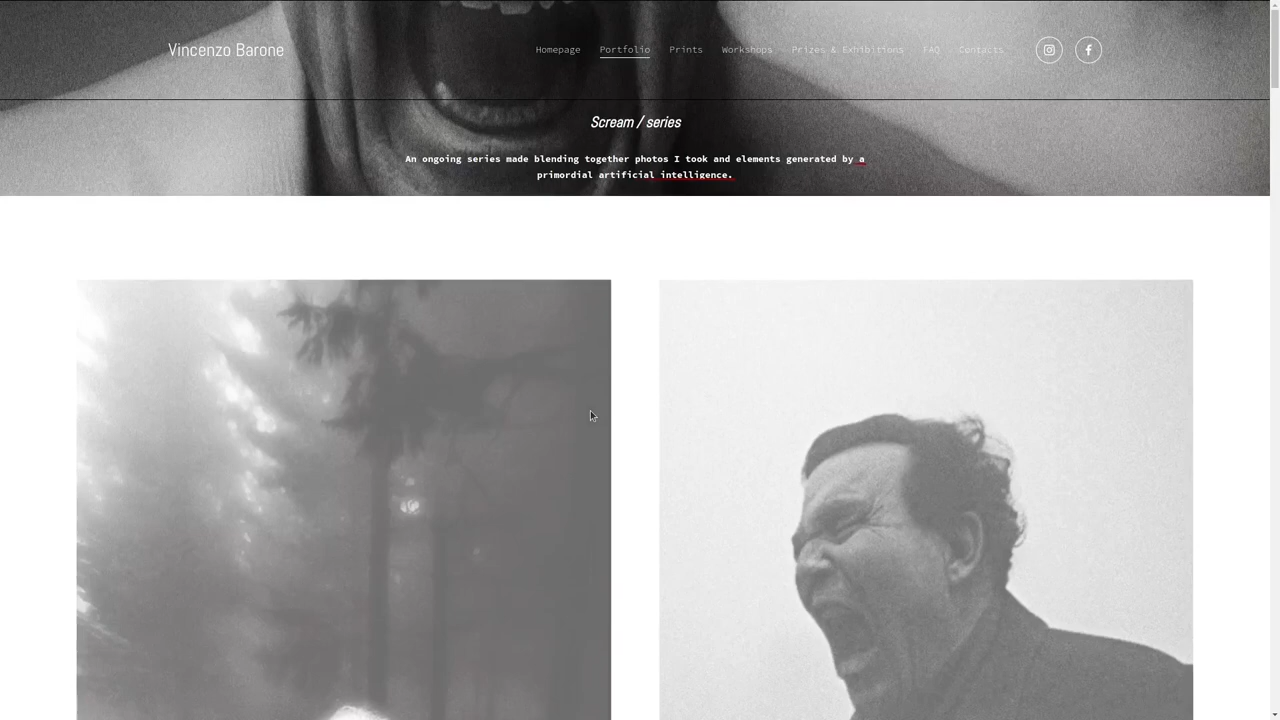 Vincenzo Barone
Homepage Portfolio Prints Workshops Prizes & Exhibitions FAQ Contacts
Scream / series
An ongoing series made blending together photos I took and elements generated by a
primordial artificial intelligence.